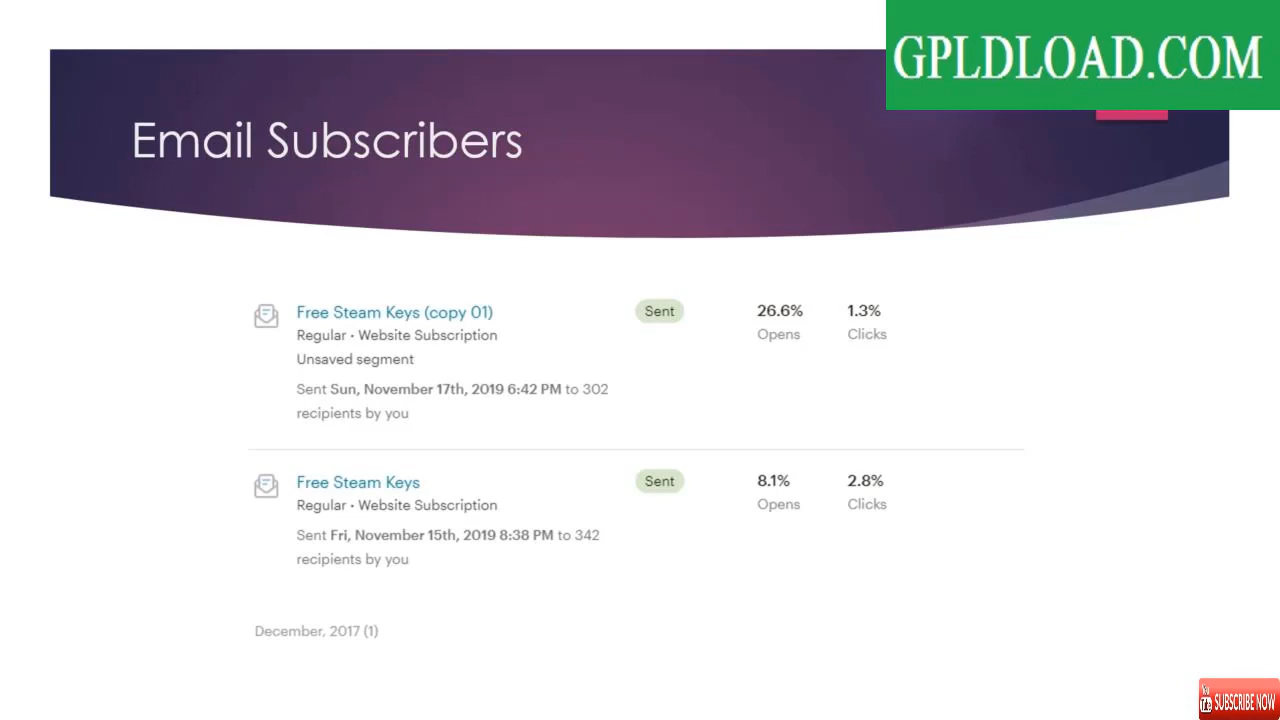 GPLDLOAD.COM
Email Subscribers
Free Steam Keys (copy 01)
Sent
26.6%
1.3%
Regular • Website Subscription
Opens
Clicks
Unsaved segment
Sent Sun, November 17th, 2019 6:42 PM to 302
recipients by you
Free Steam Keys
Sent
8.1%
2.8%
Regular • Website Subscription
Opens
Clicks
Sent Fri, November 15th, 2019 8:38 PM to 342
recipients by you
December, 2017 (1)
You
Tube SUBSCRIBE NOW